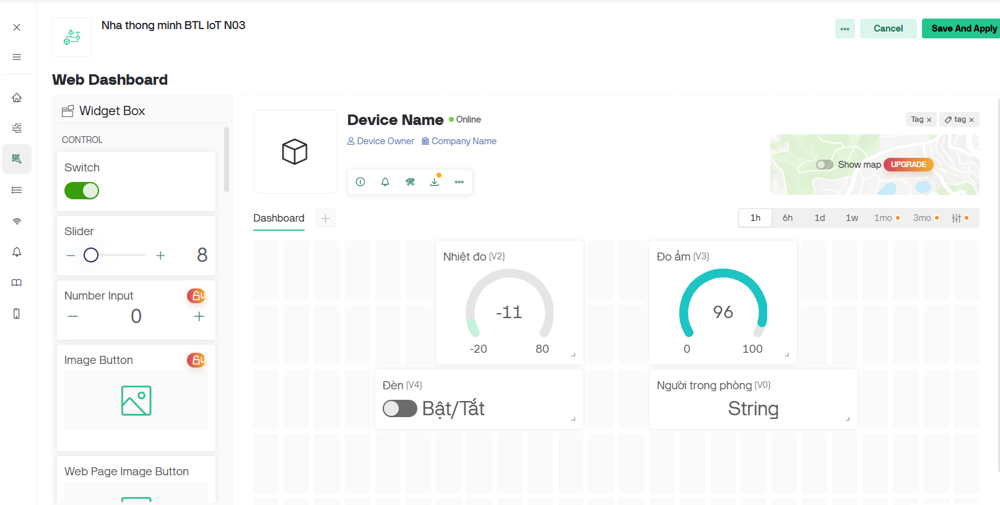 Nha thong minh BTL IoT N03
Cancel
Save And Apply
Web Dashboard
Widget Box
CONTROL
Switch
Slider
8
Number Input
U
0
Image Button
U
Web Page Image Button
Device Name
Online
Tag
tag
Device Owner
Company Name
Show map
UPGRADE
Dashboard
1h
6h
1d
1w
1mo
3mo
Nhiệt đo (V2)
-11
-20
80
Đo ẩm (V3)
96
0
100
Đèn (V4)
Bật/Tắt
Người trong phòng (V0)
String